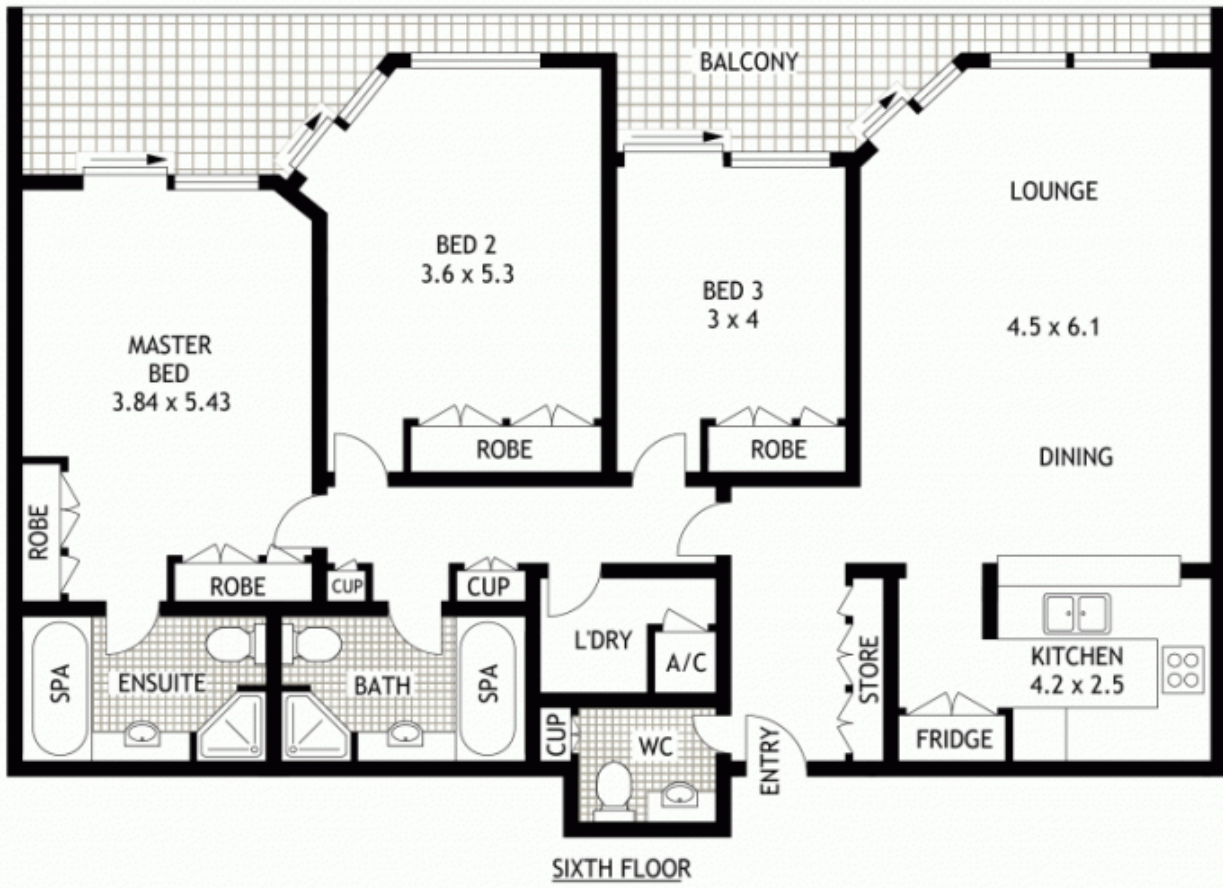 BALCONY
LOUNGE
BED 2
3.6 x 5.3
BED 3
3 x 4
4.5 x 6.1
MASTER
BED
3.84 x 5.43
ROBE
ROBE
DINING
ROBE
ROBE
CUP
CUP
L'DRY
A/C
STORE
KITCHEN
4.2 x 2.5
SPA
ENSUITE
BATH
SPA
CUP
WC
ENTRY
FRIDGE
SIXTH FLOOR